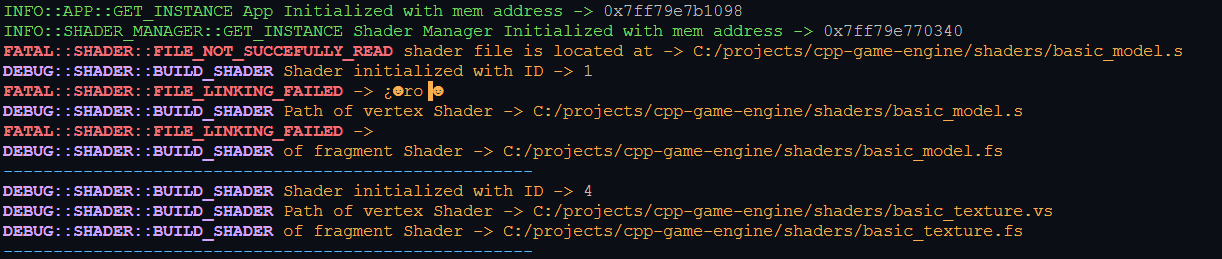 INFO::APP::GET_INSTANCE App Initialized with mem address -> 0x7ff79e7b1098
INFO::SHADER_MANAGER::GET_INSTANCE Shader Manager Initialized with mem address -> 0x7ff79e770340
FATAL::SHADER::FILE_NOT_SUCCEFULLY_READ shader file is located at -> C:/projects/cpp-game-engine/shaders/basic_model.s
DEBUG::SHADER::BUILD_SHADER Shader initialized with ID -> 1
FATAL::SHADER::FILE_LINKING_FAILED -> ¿☻ro ▐☻
DEBUG::SHADER::BUILD_SHADER Path of vertex Shader -> C:/projects/cpp-game-engine/shaders/basic_model.s
FATAL::SHADER::FILE_LINKING_FAILED ->
DEBUG::SHADER::BUILD_SHADER of fragment Shader -> C:/projects/cpp-game-engine/shaders/basic_model.fs
-----------------------------------------------------
DEBUG::SHADER::BUILD_SHADER Shader initialized with ID -> 4
DEBUG::SHADER::BUILD_SHADER Path of vertex Shader -> C:/projects/cpp-game-engine/shaders/basic_texture.vs
DEBUG::SHADER::BUILD_SHADER of fragment Shader -> C:/projects/cpp-game-engine/shaders/basic_texture.fs
-----------------------------------------------------